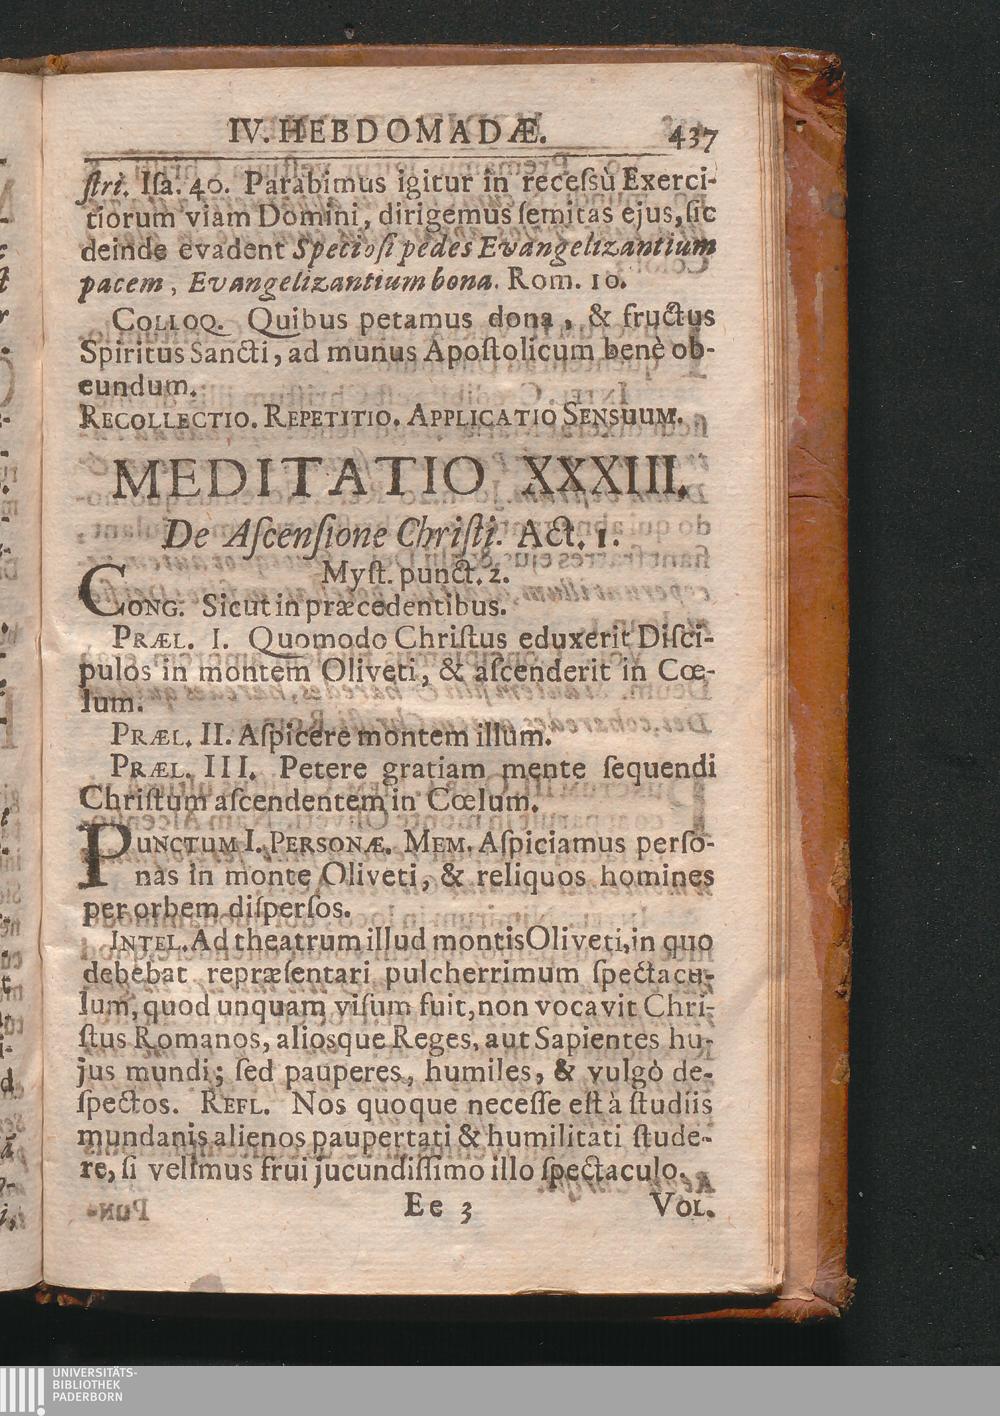 IV. HEBDOMADÆ. 437
ſtri. Iſa. 40. Parabimus igitur in receſsù Exerci-
tiorum viam Domini, dirigemus ſemitas ejus, ſic
deinde evadent Specioſi pedes Evangelizantium
pacem, Evangelizantium bona. Rom. 10.
COLLOQ. Quibus petamus dona, & fructus
Spiritus Sancti, ad munus Apoſtolicum benè ob-
eundum.
RECOLLECTIO. REPETITIO. APPLICATIO SENSUUM.
MEDITATIO XXXIII.
De Aſcenſione Chriſti. Act. 1.
Myſt. punct. 2.
CONG. Sicut in præcedentibus.
PRÆL. I. Quomodo Chriſtus eduxerit Diſci-
pulos in montem Oliveti, & aſcenderit in Cœ-
lum.
PRÆL. II. Aſpicere montem illum.
PRÆL. III. Petere gratiam mente ſequendi
Chriſtum aſcendentem in Cœlum.
PUNCTUM I. PERSONÆ. MEM. Aſpiciamus perſo-
nas in monte Oliveti, & reliquos homines
per orbem diſperſos.
INTEL. Ad theatrum illud montis Oliveti, in quo
debebat repræſentari pulcherrimum ſpectacu-
lum, quod unquam viſum fuit, non vocavit Chri-
ſtus Romanos, aliosque Reges, aut Sapientes hu-
jus mundi; ſed pauperes, humiles, & vulgò de-
ſpectos. REFL. Nos quoque neceſſe eſt à ſtudiis
mundanis alienos paupertati & humilitati ſtude-
re, ſi velimus frui jucundiſſimo illo ſpectaculo.
Ee 3 VOL.
UNIVERSITÄTS-
BIBLIOTHEK
PADERBORN